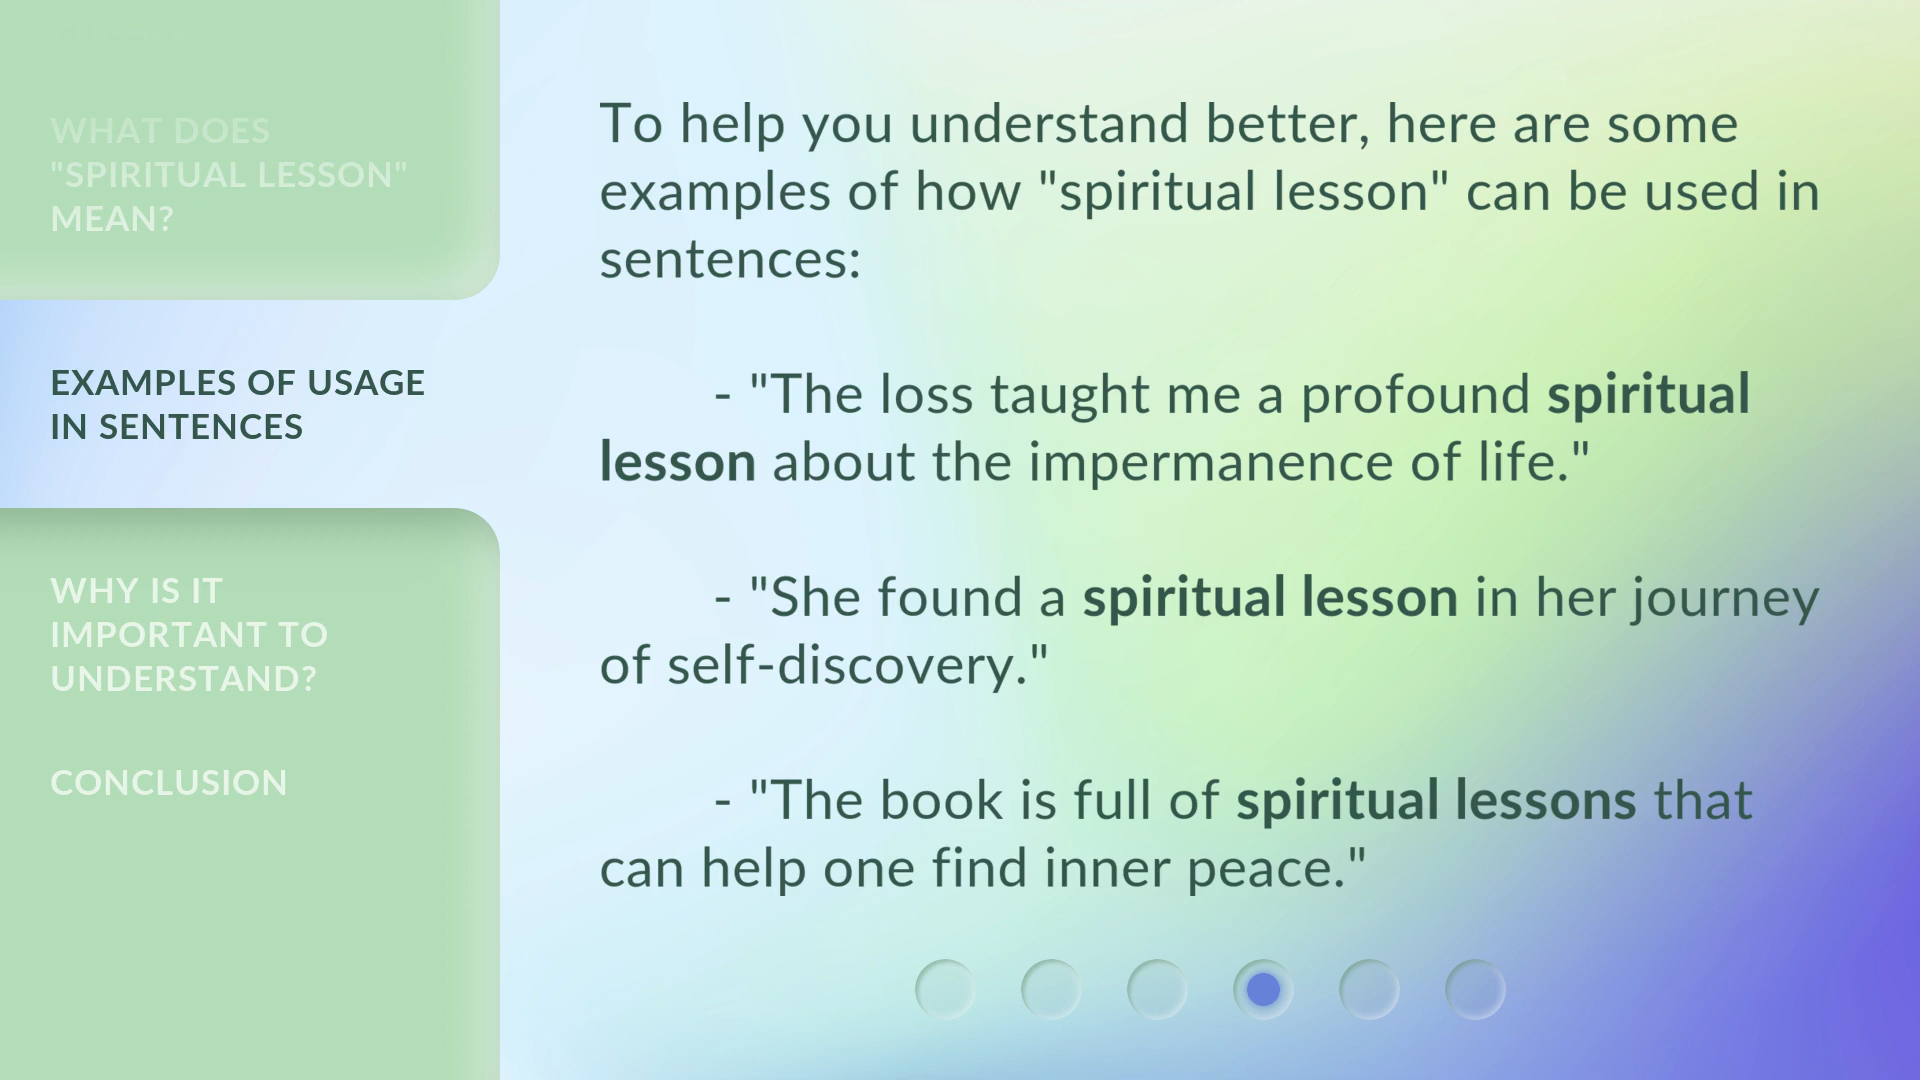 WHAT DOES
"SPIRITUAL LESSON"
MEAN?
EXAMPLES OF USAGE
IN SENTENCES
WHY IS IT
IMPORTANT TO
UNDERSTAND?
CONCLUSION
To help you understand better, here are some
examples of how "spiritual lesson" can be used in
sentences:
- "The loss taught me a profound spiritual
lesson about the impermanence of life."
- "She found a spiritual lesson in her journey
of self-discovery."
- "The book is full of spiritual lessons that
can help one find inner peace."